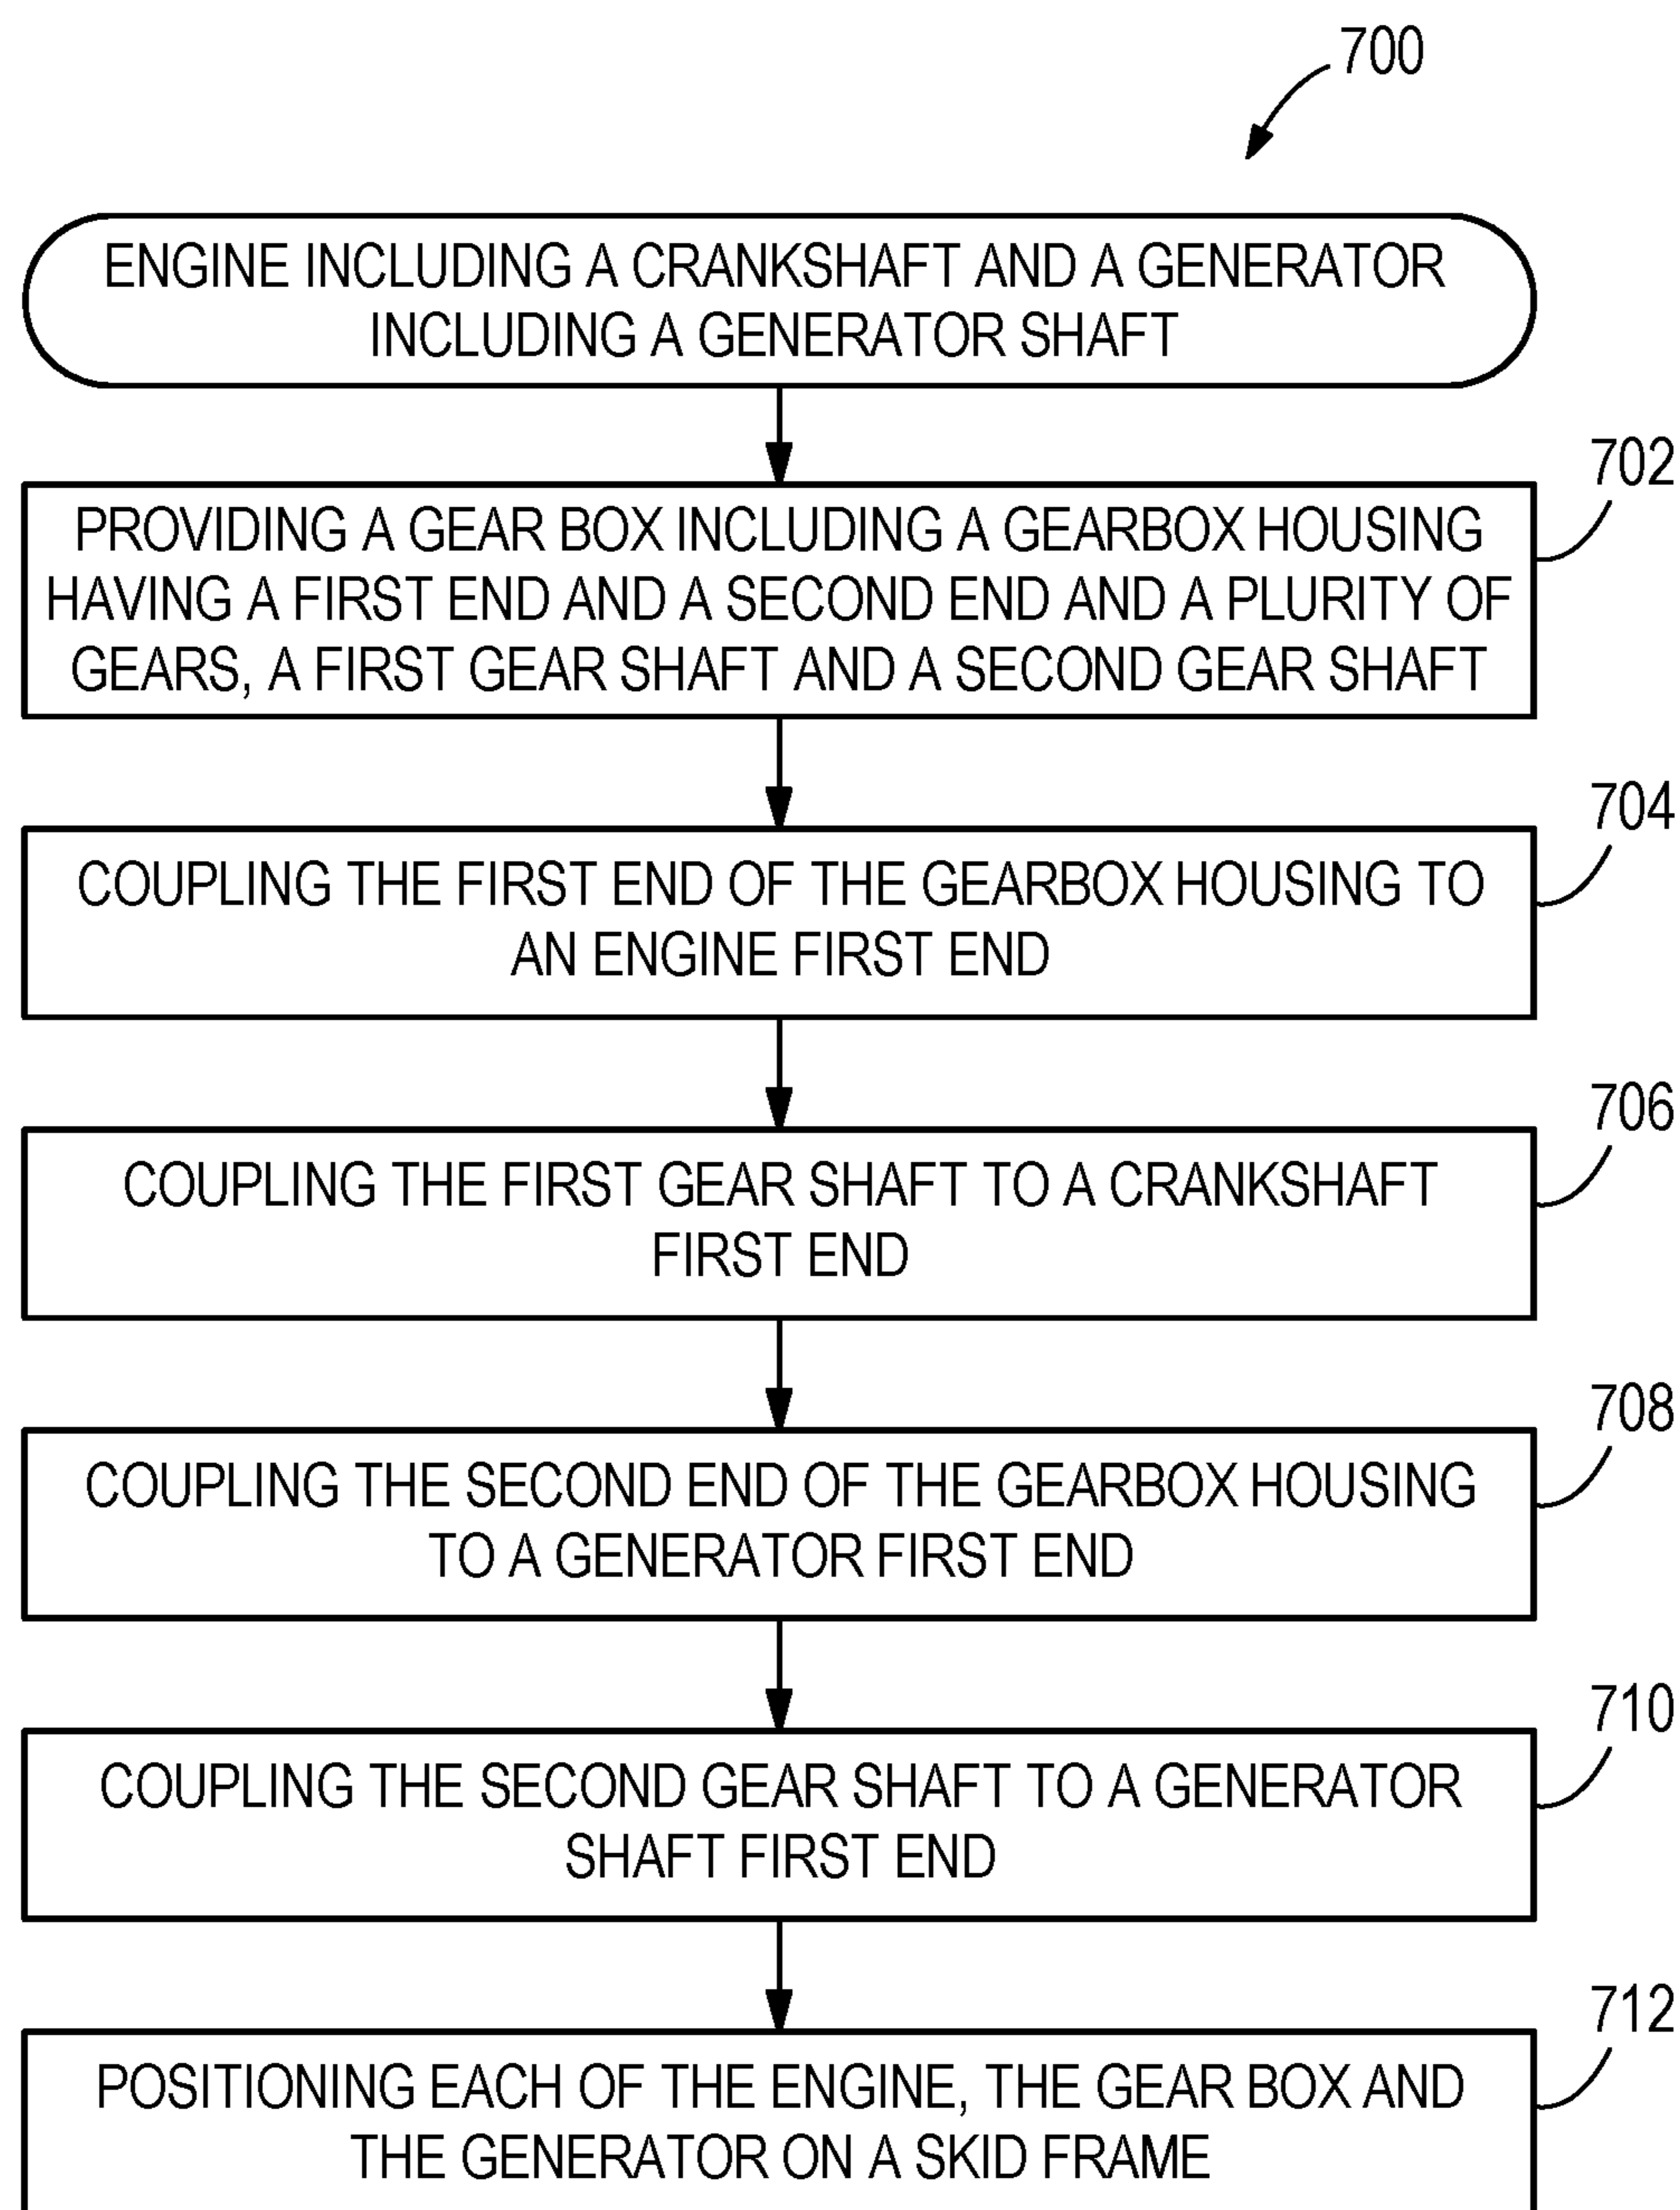 700
ENGINE INCLUDING A CRANKSHAFT AND A GENERATOR
INCLUDING A GENERATOR SHAFT
702
PROVIDING A GEAR BOX INCLUDING A GEARBOX HOUSING
HAVING A FIRST END AND A SECOND END AND A PLURITY OF
GEARS, A FIRST GEAR SHAFT AND A SECOND GEAR SHAFT
704
COUPLING THE FIRST END OF THE GEARBOX HOUSING TO
AN ENGINE FIRST END
706
COUPLING THE FIRST GEAR SHAFT TO A CRANKSHAFT
FIRST END
708
COUPLING THE SECOND END OF THE GEARBOX HOUSING
TO A GENERATOR FIRST END
710
COUPLING THE SECOND GEAR SHAFT TO A GENERATOR
SHAFT FIRST END
712
POSITIONING EACH OF THE ENGINE, THE GEAR BOX AND
THE GENERATOR ON A SKID FRAME